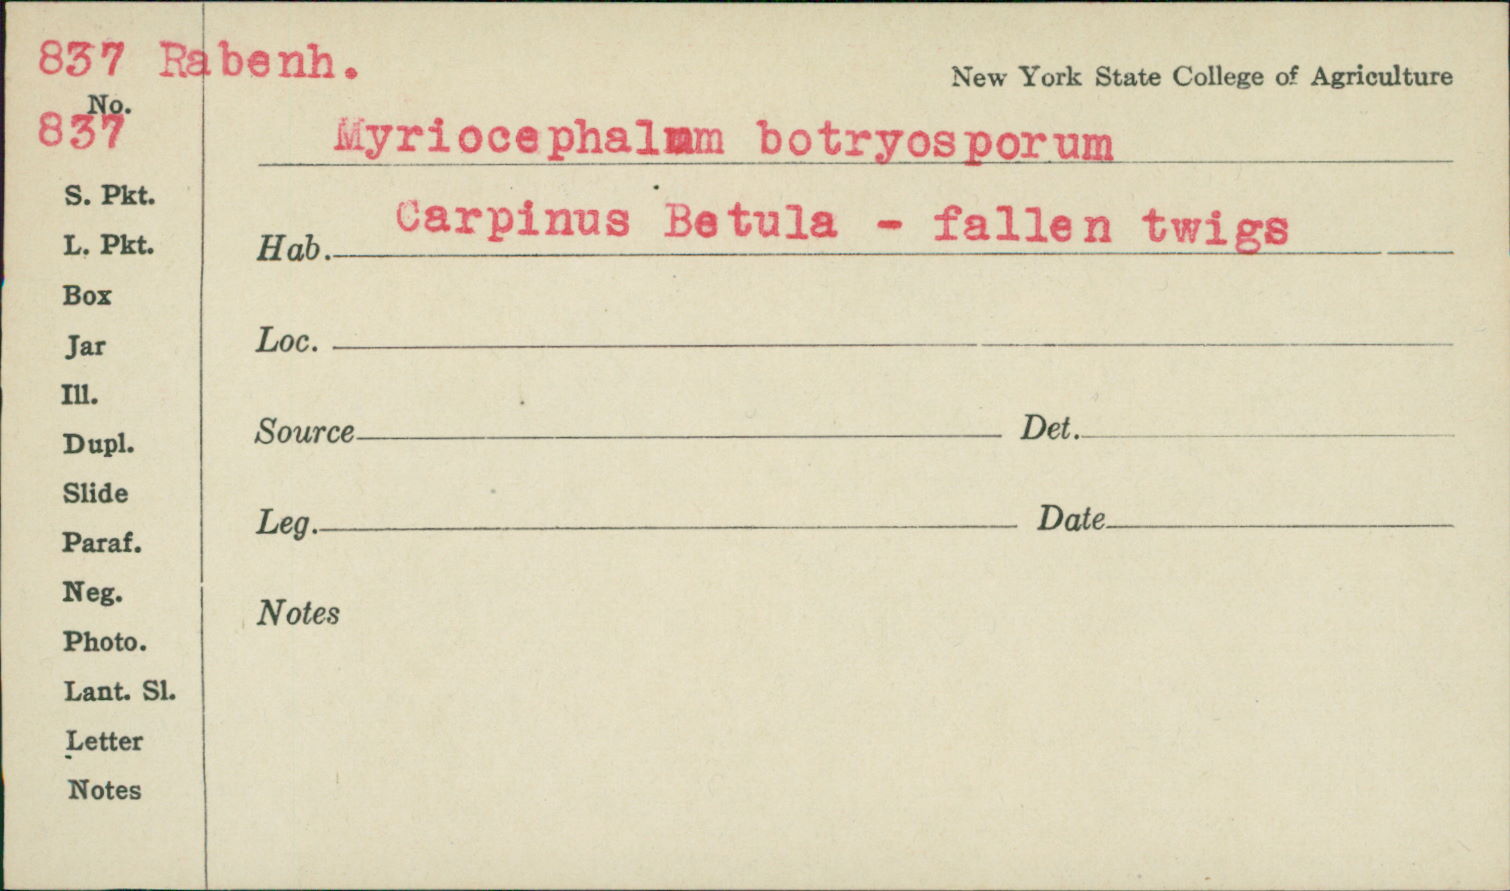 837 Rabenh.
New York State College of Agriculture
No.
837
Myriocephalum botryosporum
S. Pkt.
Hab. Carpinus Betula - fallen twigs
L. Pkt.
Box
Jar
Loc.
Ill.
Dupl.
Source Det.
Slide
Leg. Date
Paraf.
Neg.
Notes
Photo.
Lant. Sl.
Letter
Notes